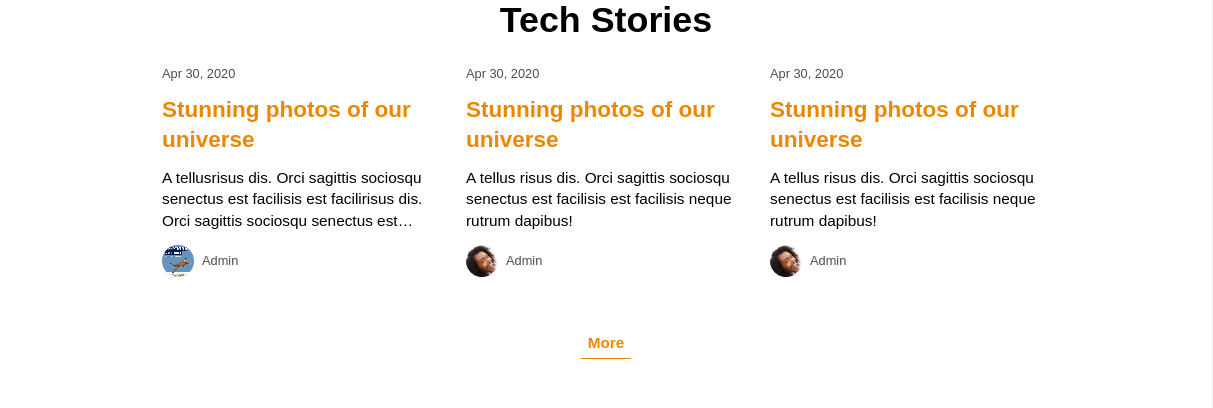 Tech Stories
Apr 30, 2020
Stunning photos of our
universe
A tellusrisus dis. Orci sagittis sociosqu
senectus est facilisis est facilirisus dis.
Orci sagittis sociosqu senectus est…
Admin
Apr 30, 2020
Stunning photos of our
universe
A tellus risus dis. Orci sagittis sociosqu
senectus est facilisis est facilisis neque
rutrum dapibus!
Admin
Apr 30, 2020
Stunning photos of our
universe
A tellus risus dis. Orci sagittis sociosqu
senectus est facilisis est facilisis neque
rutrum dapibus!
Admin
More